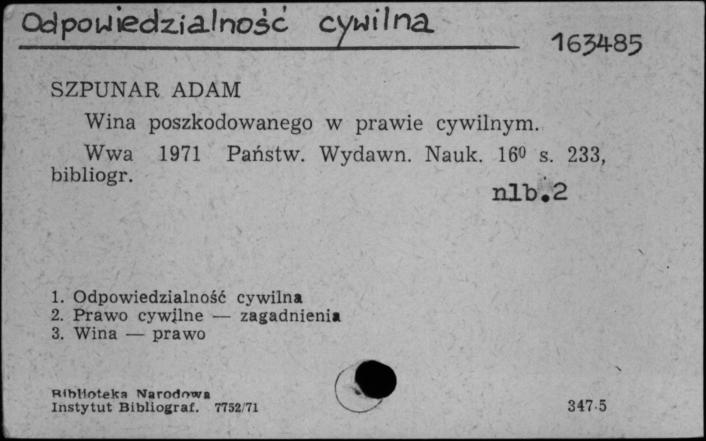 Odpowiedzialność cywilna
163485
SZPUNAR ADAM
Wina poszkodowanego w prawie cywilnym.
Wwa 1971 Państw. Wydawn. Nauk. 16⁰ s. 233,
bibliogr.
nlb.2
1. Odpowiedzialność cywilna
2. Prawo cywilne — zagadnienia
3. Wina — prawo
Biblioteka Narodowa
Instytut Bibliograf. 7752/71
347.5